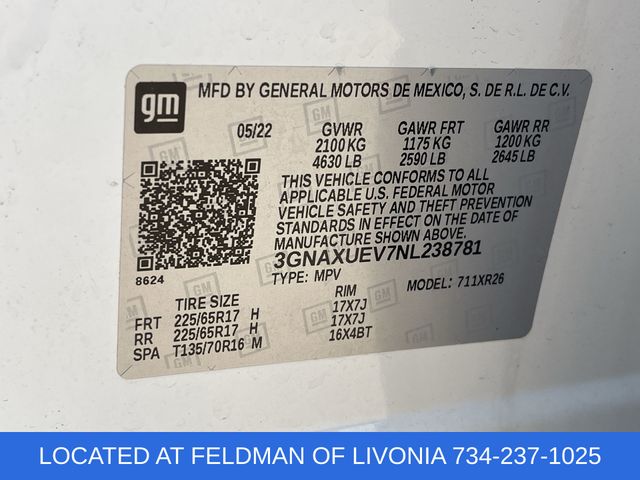 gm
MFD BY GENERAL MOTORS DE MEXICO, S. DE R.L. DE C.V.
05/22 GVWR GAWR FRT GAWR RR
2100 KG 1175 KG 1200 KG
4630 LB 2590 LB 2645 LB
THIS VEHICLE CONFORMS TO ALL
APPLICABLE U.S. FEDERAL MOTOR
VEHICLE SAFETY AND THEFT PREVENTION
STANDARDS IN EFFECT ON THE DATE OF
MANUFACTURE SHOWN ABOVE.
3GNAXUEV7NL238781
8624
TYPE: MPV MODEL: 711XR26
TIRE SIZE RIM
FRT 225/65R17 H 17X7J
RR 225/65R17 H 17X7J
SPA T135/70R16 M 16X4BT
LOCATED AT FELDMAN OF LIVONIA 734-237-1025